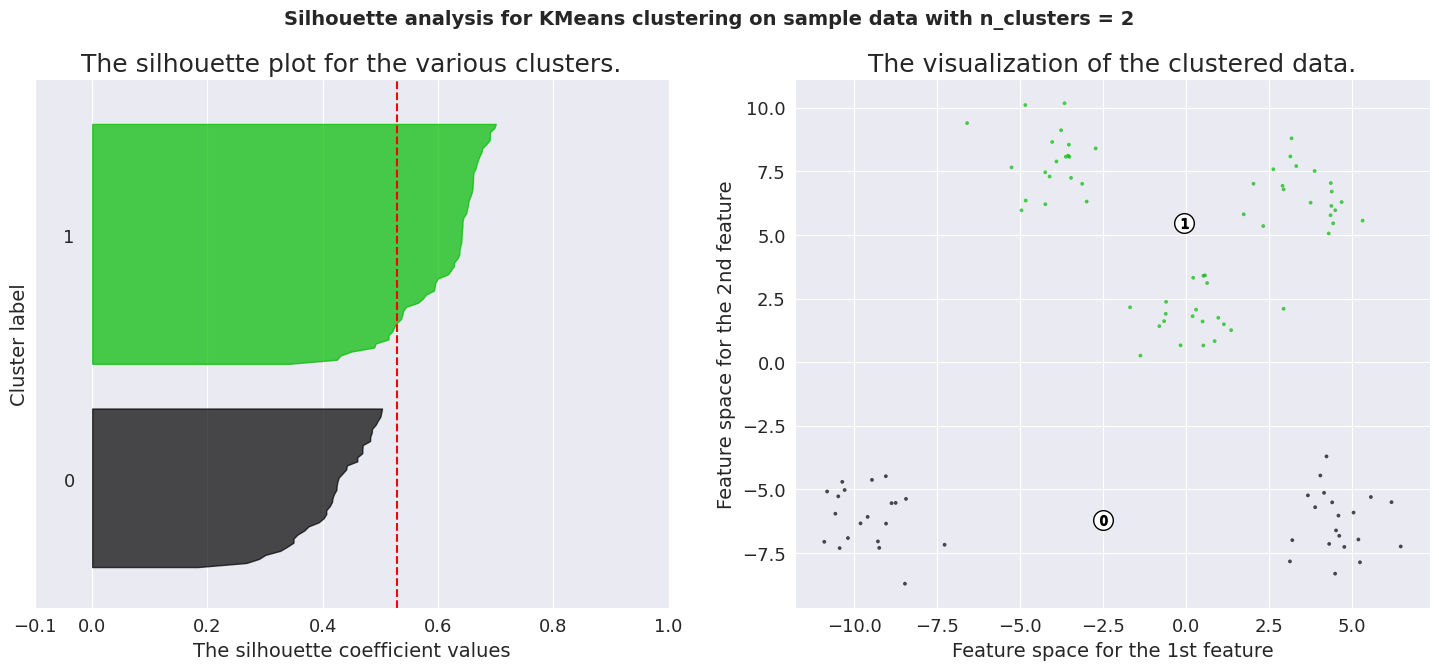 Silhouette analysis for KMeans clustering on sample data with n_clusters = 2
The silhouette plot for the various clusters.
Cluster label
1
0
−0.1 0.0 0.2 0.4 0.6 0.8 1.0
The silhouette coefficient values
The visualization of the clustered data.
Feature space for the 2nd feature
10.0
7.5
5.0
2.5
0.0
−2.5
−5.0
−7.5
1
0
−10.0 −7.5 −5.0 −2.5 0.0 2.5 5.0
Feature space for the 1st feature